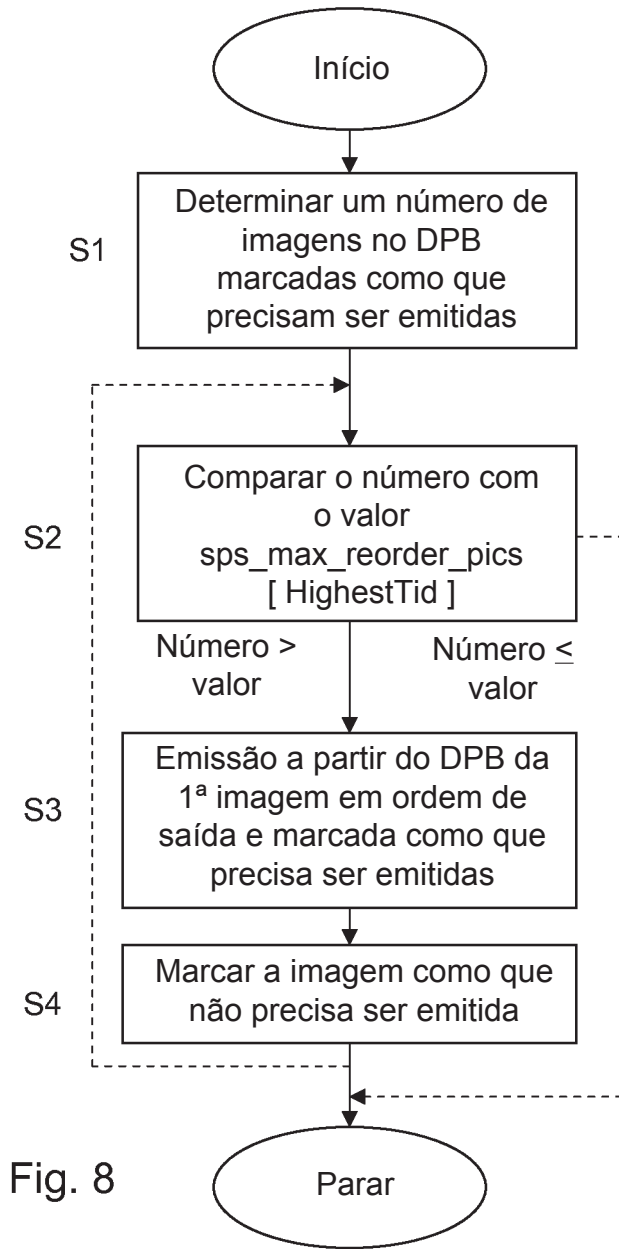 Início
S1
Determinar um número de
imagens no DPB
marcadas como que
precisam ser emitidas
S2
Comparar o número com
o valor
sps_max_reorder_pics
[ HighestTid ]
Número >
valor
Número ≤
valor
S3
Emissão a partir do DPB da
1ª imagem em ordem de
saída e marcada como que
precisa ser emitidas
S4
Marcar a imagem como que
não precisa ser emitida
Fig. 8
Parar